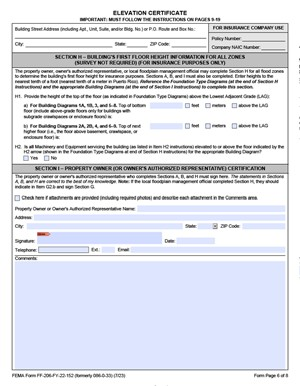 ELEVATION CERTIFICATE
IMPORTANT: MUST FOLLOW THE INSTRUCTIONS ON PAGES 9-19
Building Street Address (including Apt., Unit, Suite, and/or Bldg. No.) or P.O. Route and Box No.:
FOR INSURANCE COMPANY USE
Policy Number:
City: State: ZIP Code:
Company NAIC Number:
SECTION H – BUILDING'S FIRST FLOOR HEIGHT INFORMATION FOR ALL ZONES
(SURVEY NOT REQUIRED) (FOR INSURANCE PURPOSES ONLY)
The property owner, owner's authorized representative, or local floodplain management official may complete Section H for all flood zones
to determine the building's first floor height for insurance purposes. Sections A, B, and I must also be completed. Enter heights to the
nearest tenth of a foot (nearest tenth of a meter in Puerto Rico). Reference the Foundation Type Diagrams (at the end of Section H
Instructions) and the appropriate Building Diagrams (at the end of Section I Instructions) to complete this section.
H1. Provide the height of the top of the floor (as indicated in Foundation Type Diagrams) above the Lowest Adjacent Grade (LAG):
a) For Building Diagrams 1A, 1B, 3, and 5–8. Top of bottom feet meters above the LAG
floor (include above-grade floors only for buildings with
subgrade crawlspaces or enclosure floors) is:
b) For Building Diagrams 2A, 2B, 4, and 6–9. Top of next feet meters above the LAG
higher floor (i.e., the floor above basement, crawlspace, or
enclosure floor) is:
H2. Is all Machinery and Equipment servicing the building (as listed in Item H2 instructions) elevated to or above the floor indicated by the
H2 arrow (shown in the Foundation Type Diagrams at end of Section H instructions) for the appropriate Building Diagram?
Yes No
SECTION I – PROPERTY OWNER (OR OWNER'S AUTHORIZED REPRESENTATIVE) CERTIFICATION
The property owner or owner's authorized representative who completes Sections A, B, and H must sign here. The statements in Sections
A, B, and H are correct to the best of my knowledge. Note: If the local floodplain management official completed Section H, they should
indicate in Item G2.b and sign Section G.
Check here if attachments are provided (including required photos) and describe each attachment in the Comments area.
Property Owner or Owner's Authorized Representative Name:
Address:
City: State: ZIP Code:
Signature: Date:
Telephone: Ext.: Email:
Comments:
FEMA Form FF-206-FY-22-152 (formerly 086-0-33) (7/23) Form Page 6 of 8